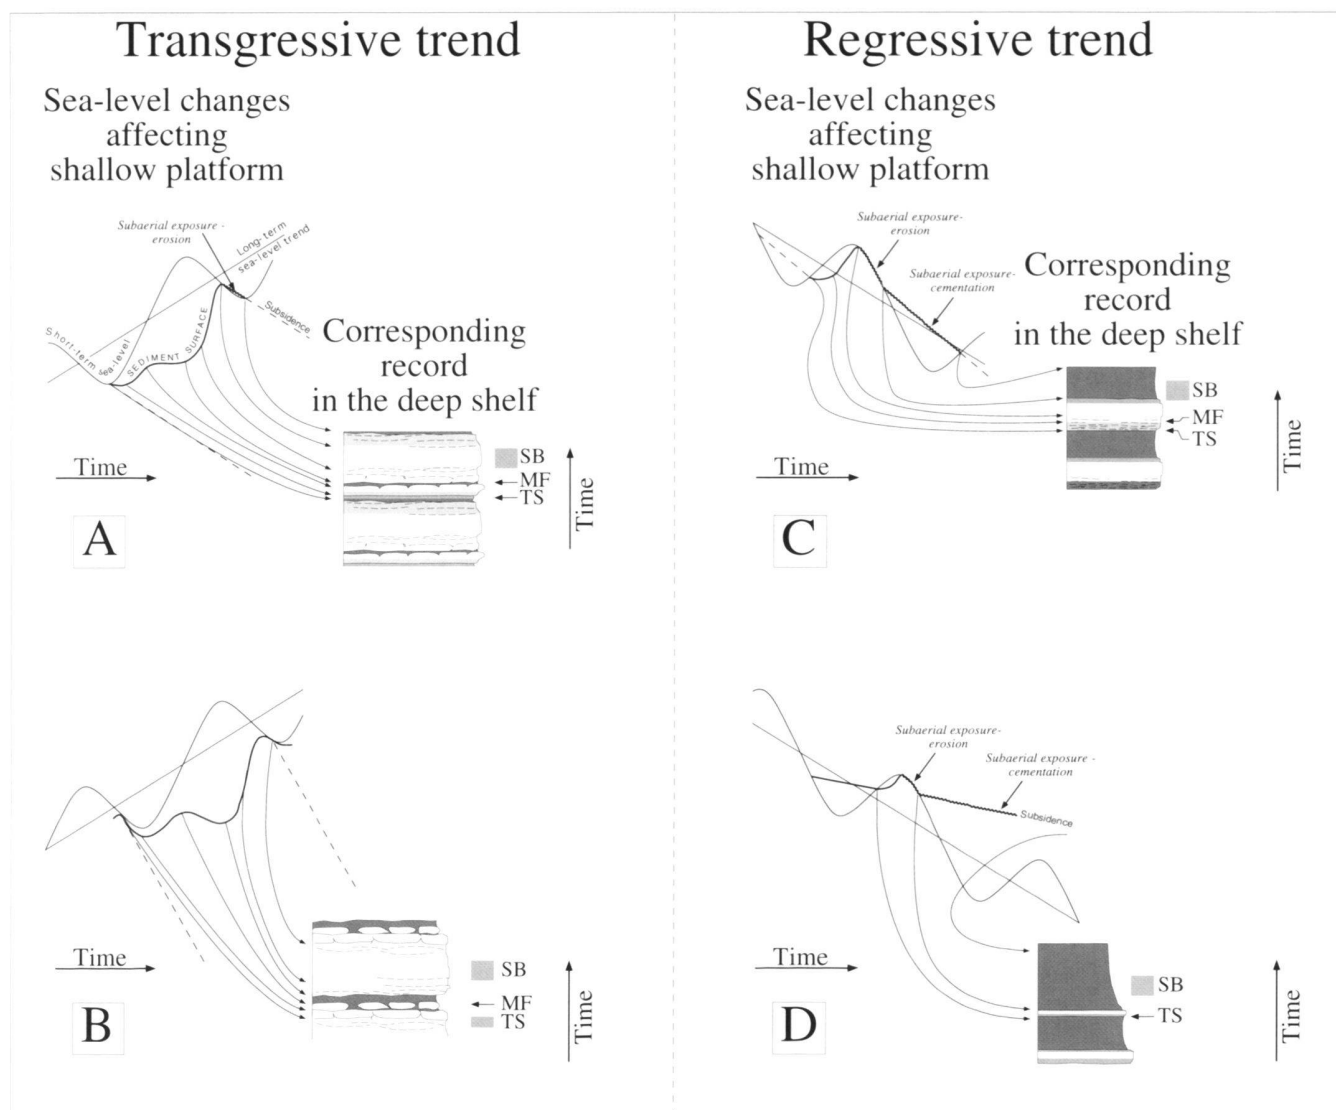 Transgressive trend
Sea-level changes
affecting
shallow platform
Subaerial exposure -
erosion
Long-term
sea-level trend
Short-term sea-level
SEDIMENT SURFACE
Subsidence
Corresponding
record
in the deep shelf
SB
MF
TS
Time
Time
A
SB
MF
TS
Time
Time
B
Regressive trend
Sea-level changes
affecting
shallow platform
Subaerial exposure-
erosion
Subaerial exposure-
cementation
Corresponding
record
in the deep shelf
SB
MF
TS
Time
Time
C
Subaerial exposure-
erosion
Subaerial exposure -
cementation
Subsidence
SB
TS
Time
Time
D